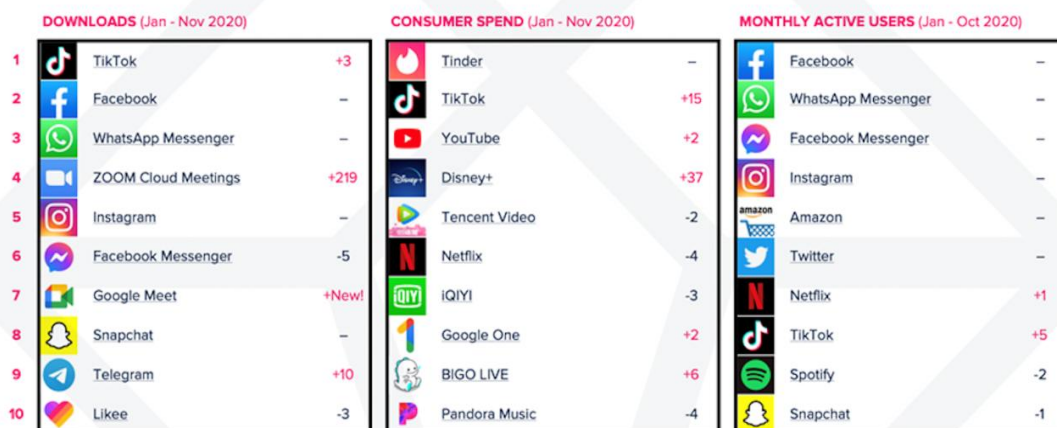 DOWNLOADS (Jan - Nov 2020) CONSUMER SPEND (Jan - Nov 2020) MONTHLY ACTIVE USERS (Jan - Oct 2020)
1 TikTok +3 Tinder – Facebook –
2 Facebook – TikTok +15 WhatsApp Messenger –
3 WhatsApp Messenger – YouTube +2 Facebook Messenger –
4 ZOOM Cloud Meetings +219 Disney+ Disney+ +37 Instagram –
5 Instagram – Tencent Video -2 amazon Amazon –
6 Facebook Messenger -5 N Netflix -4 Twitter –
7 Google Meet +New! iQIYI iQIYI -3 N Netflix +1
8 Snapchat – 1 Google One +2 TikTok +5
9 Telegram +10 BIGO LIVE +6 Spotify -2
10 Likee -3 Pandora Music -4 Snapchat -1